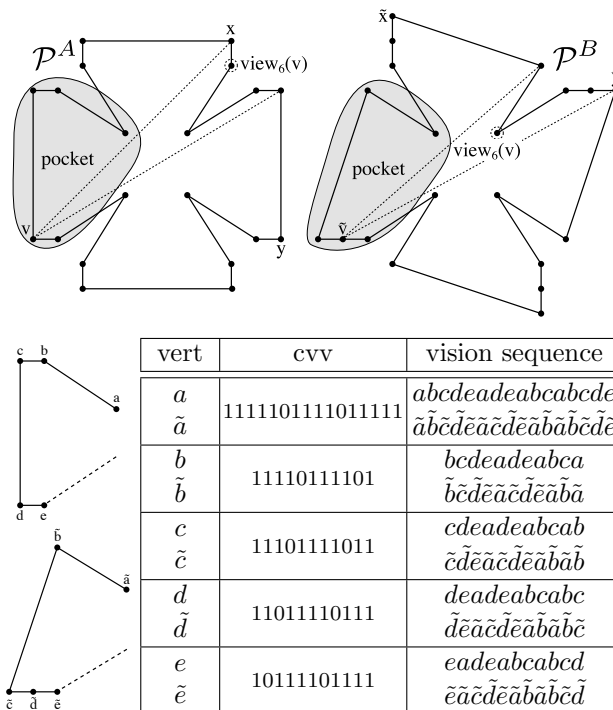 x̃
x
𝒫^A
𝒫^B
view₆(v)
pocket
view₆(v)
pocket
v
ṽ
y
vert cvv vision sequence
c b
a
d e
a 1111101111011111 abcdeadeabcabcde
ã ãb̃c̃d̃ẽãc̃d̃ẽãb̃ãb̃c̃d̃ẽ
b 11110111101 bcdeadeabca
b̃ b̃c̃d̃ẽãc̃d̃ẽãb̃ã
c 11101111011 cdeadeabcab
c̃ c̃d̃ẽãc̃d̃ẽãb̃ãb̃
d 11011110111 deadeabcabc
d̃ d̃ẽãc̃d̃ẽãb̃ãb̃c̃
e 10111101111 eadeabcabcd
ẽ ẽãc̃d̃ẽãb̃ãb̃c̃d̃
b̃
ã
c̃ d̃ ẽ